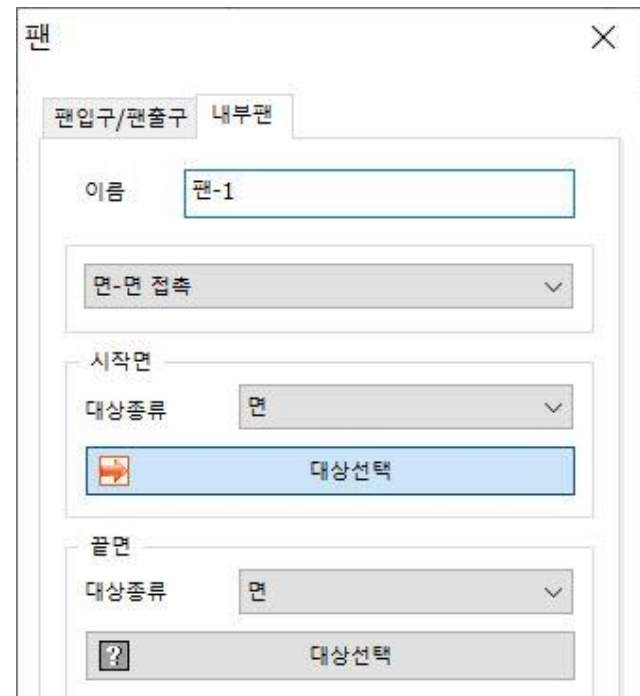 팬
팬입구/팬출구 내부팬
이름 팬-1
면-면 접촉
시작면
대상종류 면
대상선택
끝면
대상종류 면
? 대상선택